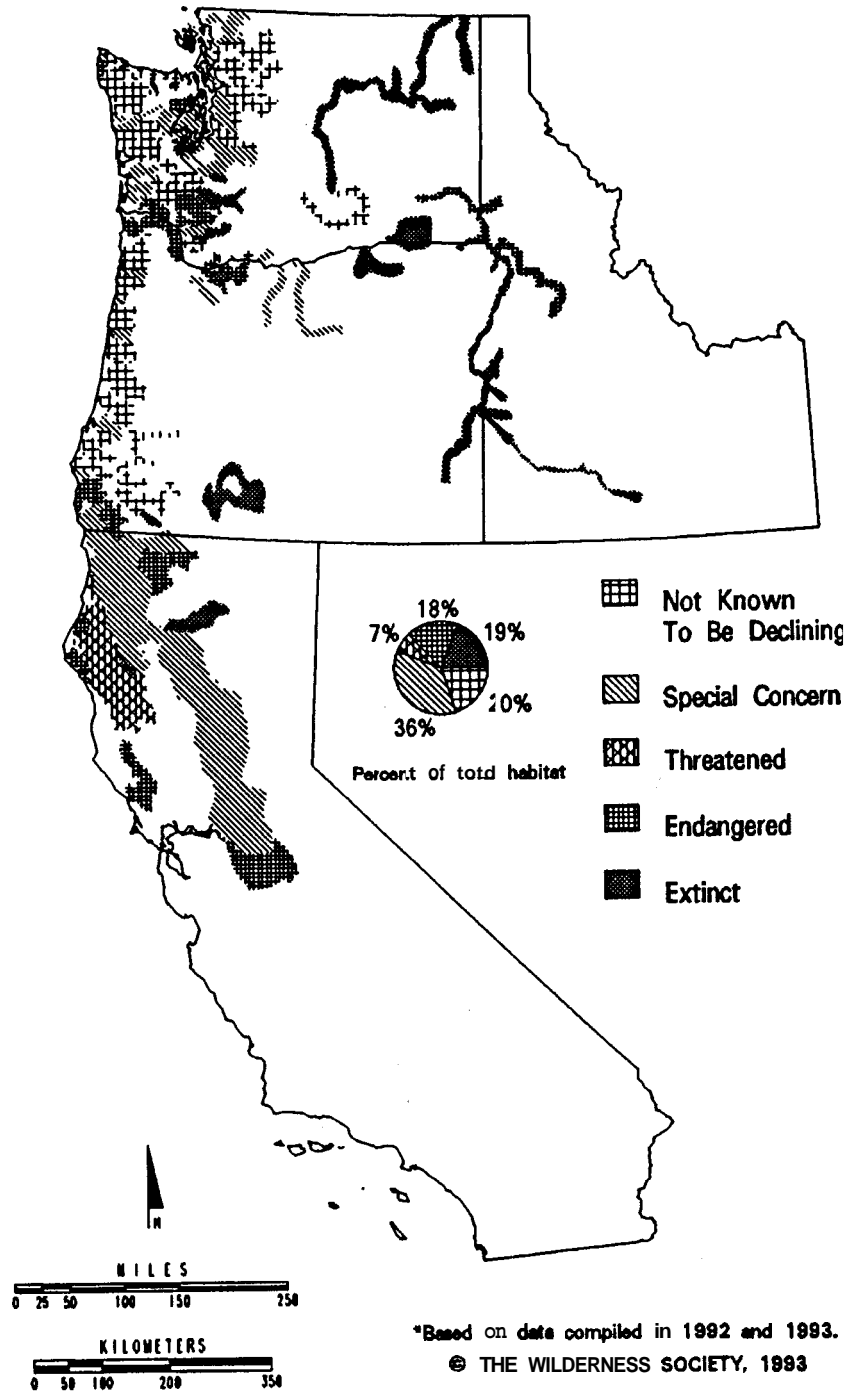 18%
7%
19%
20%
36%
Percent of total habitat
Not Known
To Be Declining
Special Concern
Threatened
Endangered
Extinct
N
MILES
0 25 50 100 150 250
KILOMETERS
0 50 100 200 350
*Based on data compiled in 1992 and 1993.
© THE WILDERNESS SOCIETY, 1993